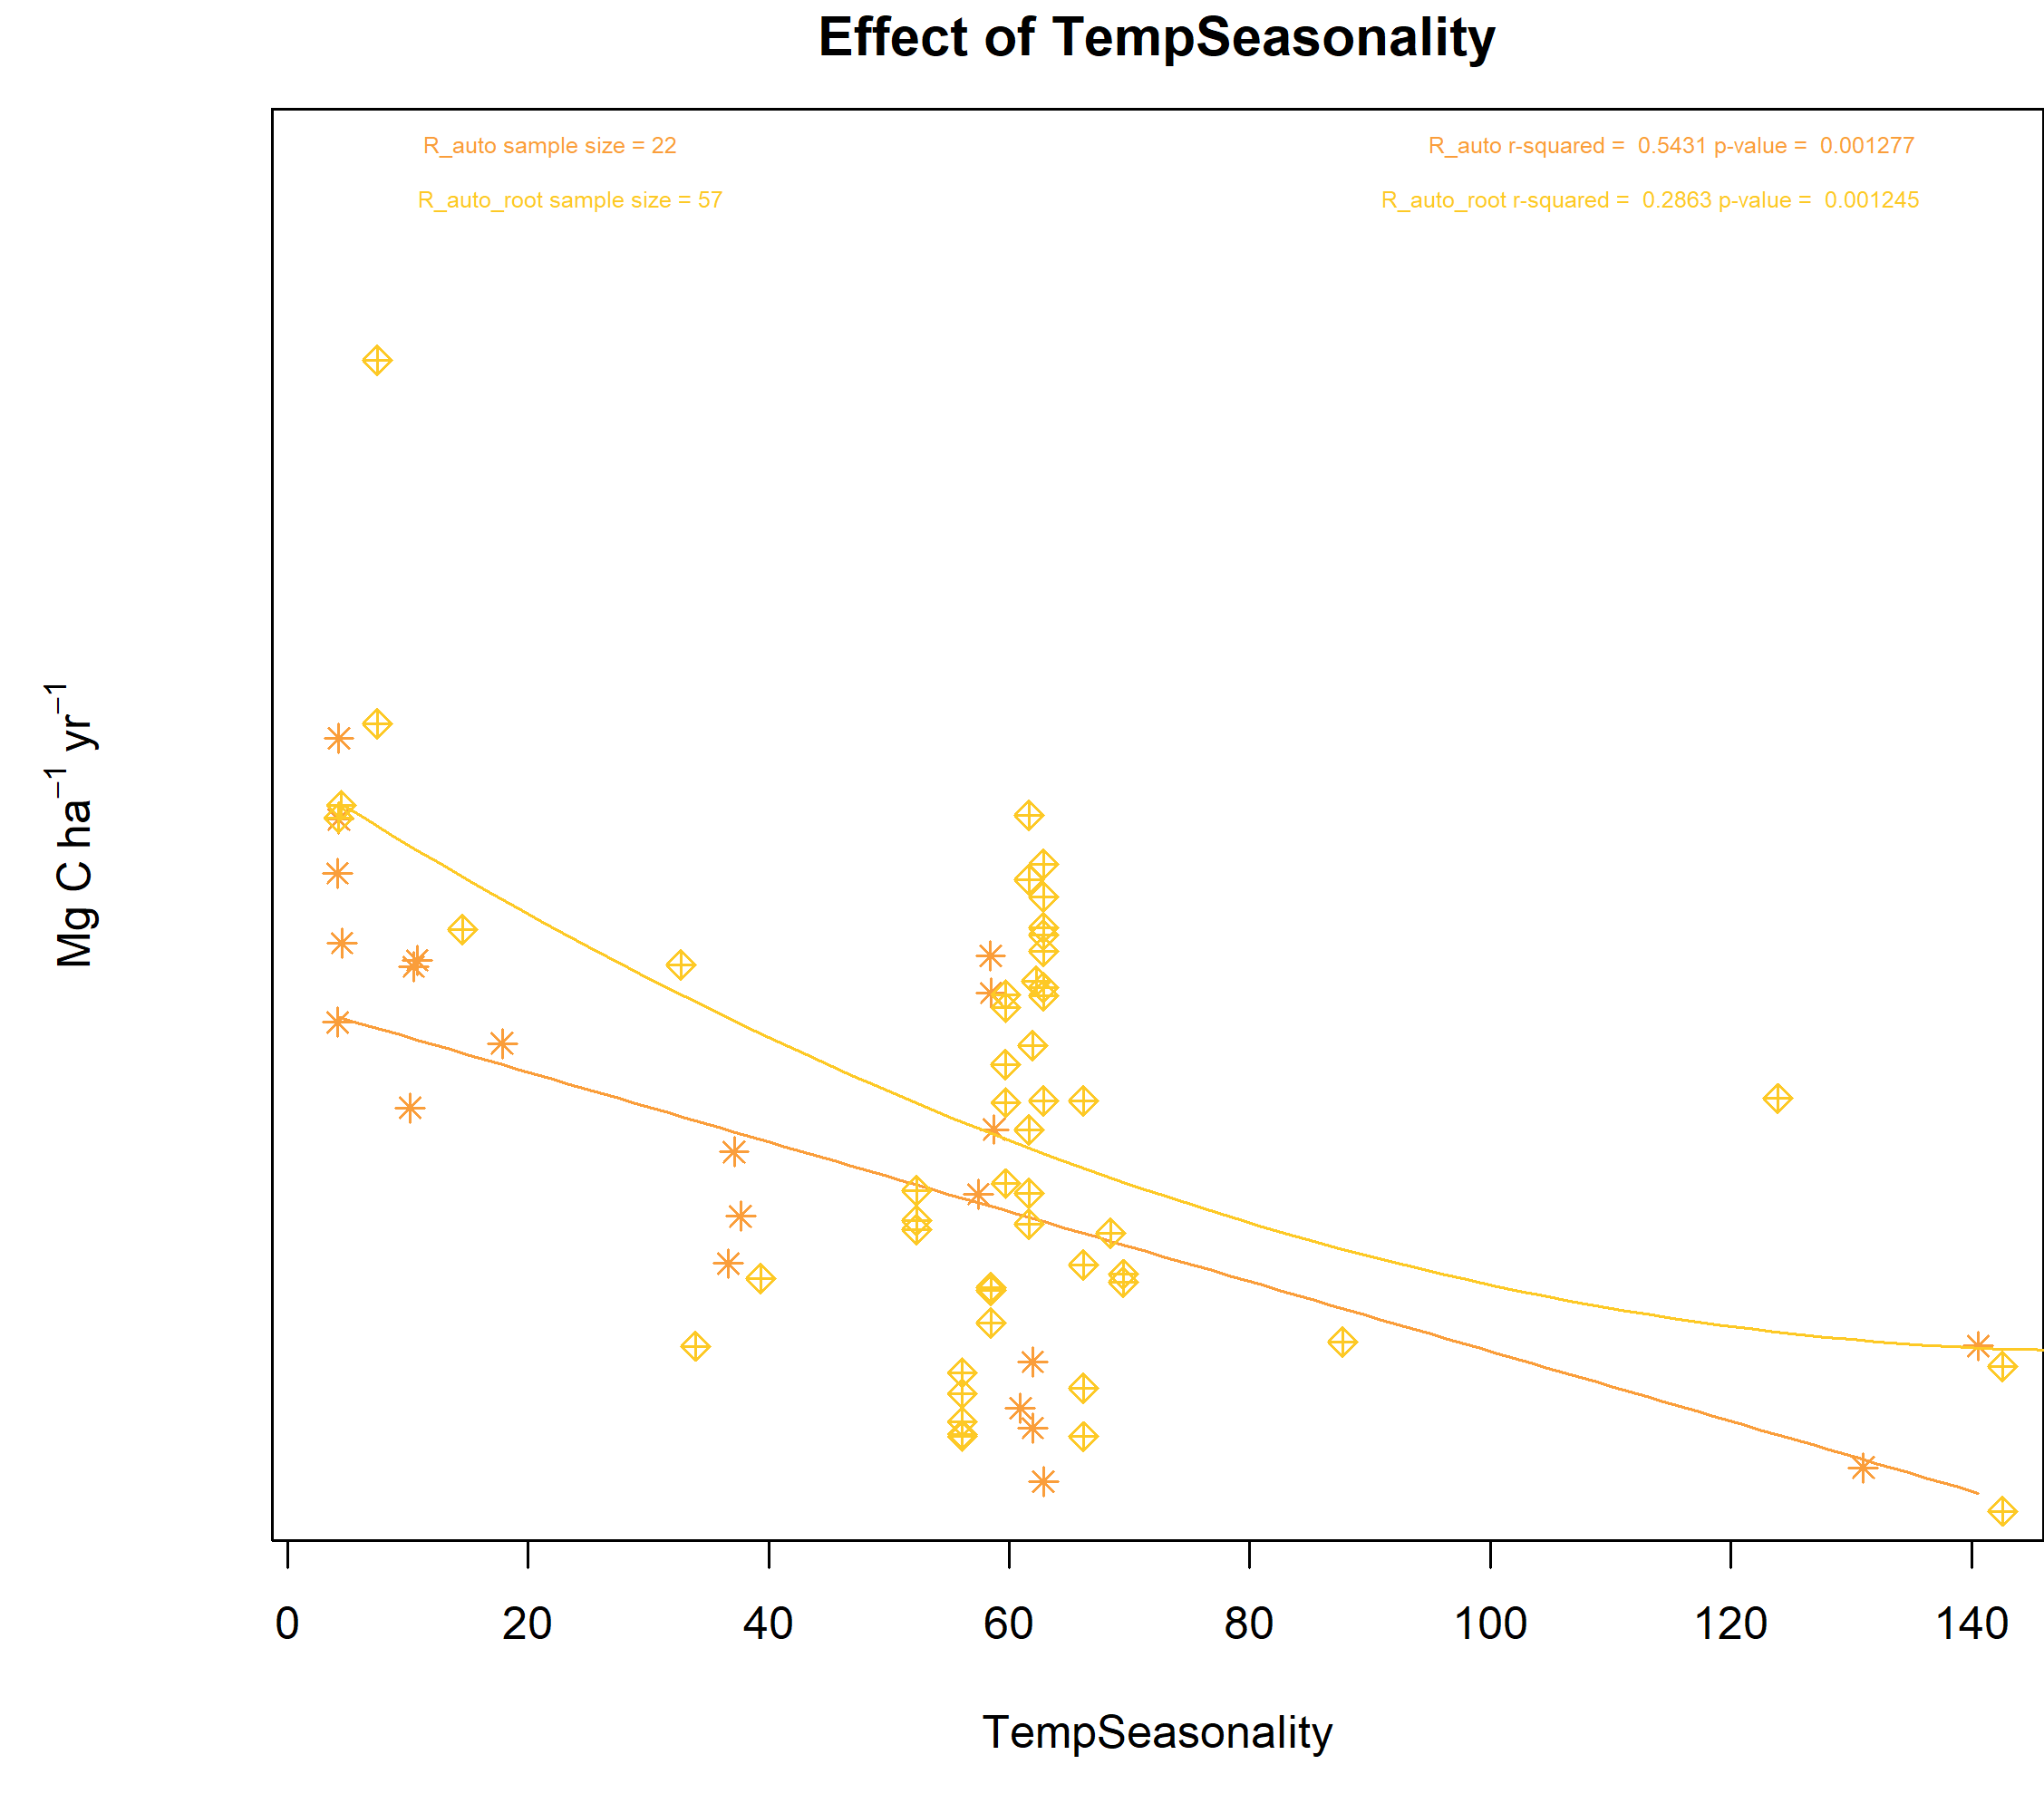 Effect of TempSeasonality
R_auto sample size = 22
R_auto r-squared = 0.5431 p-value = 0.001277
R_auto_root sample size = 57
R_auto_root r-squared = 0.2863 p-value = 0.001245
Mg C ha⁻¹ yr⁻¹
0 20 40 60 80 100 120 140
TempSeasonality